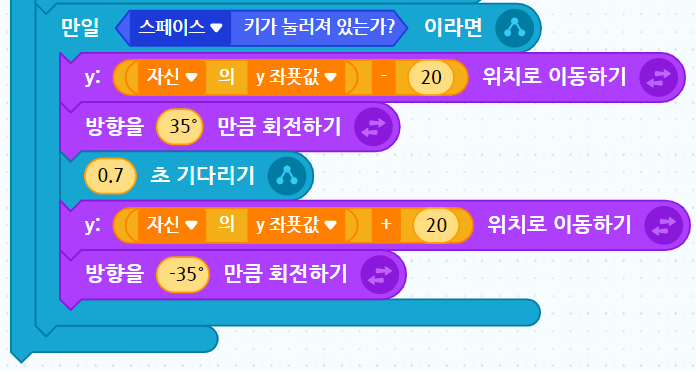 만일 스페이스 키가 눌러져 있는가? 이라면
y: 자신 의 y 좌푯값 - 20 위치로 이동하기
방향을 35° 만큼 회전하기
0.7 초 기다리기
y: 자신 의 y 좌푯값 + 20 위치로 이동하기
방향을 -35° 만큼 회전하기